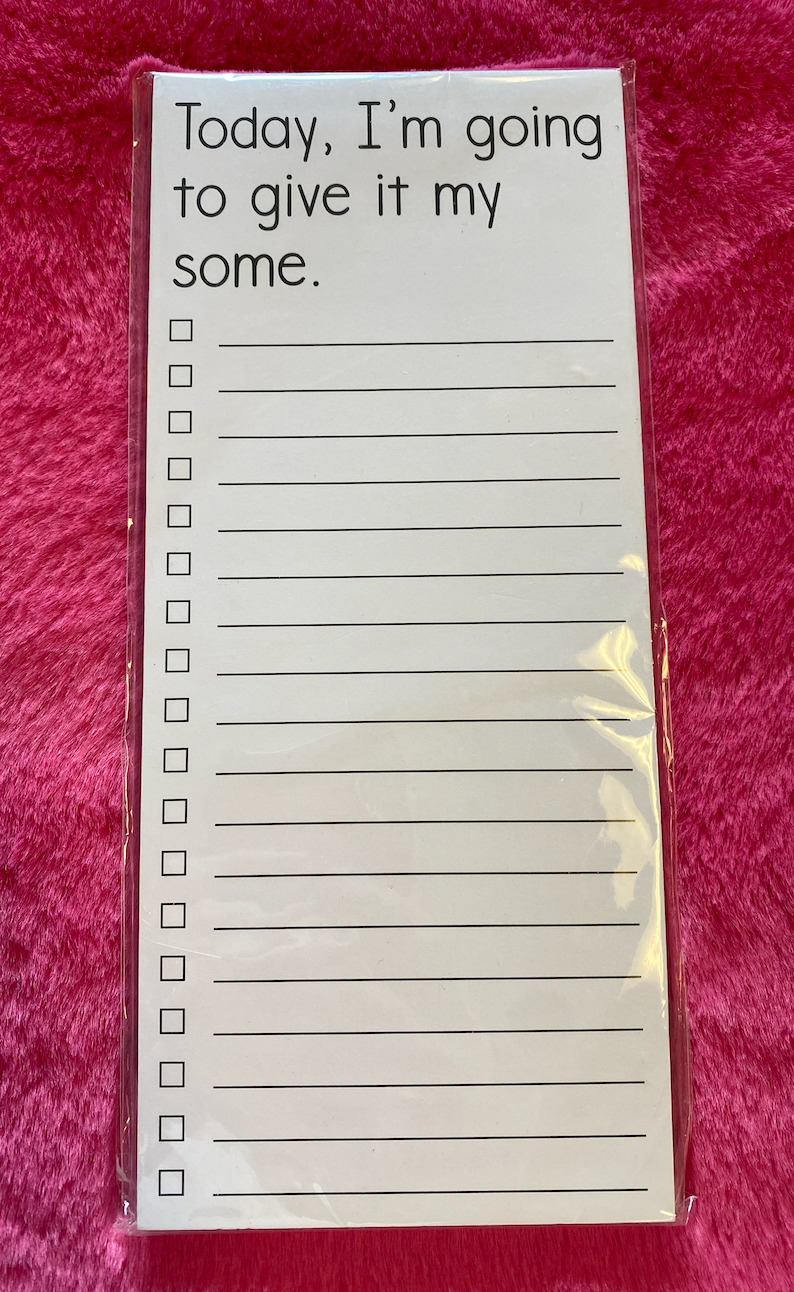 Today, I'm going
to give it my
some.